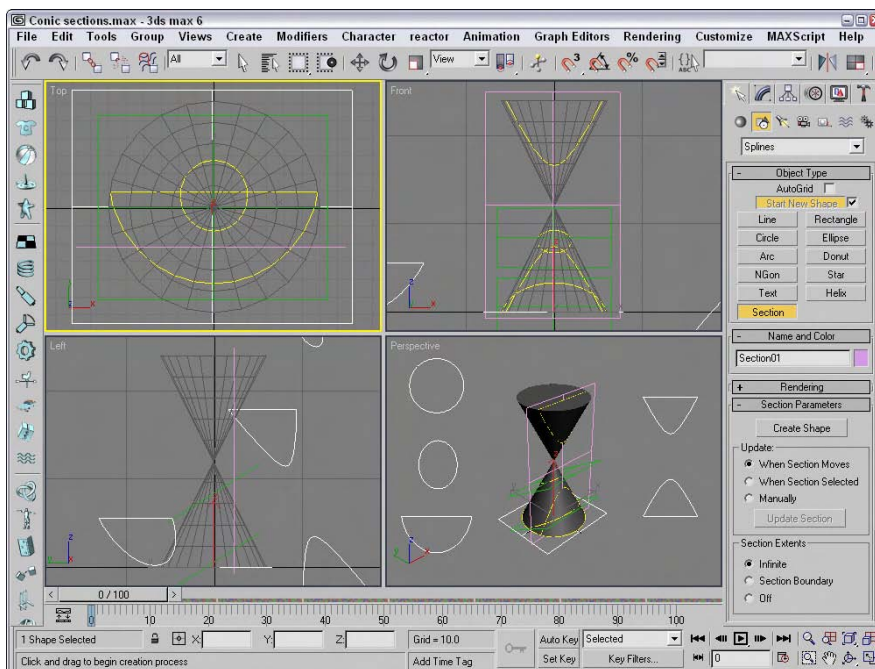 Conic sections.max - 3ds max 6
File Edit Tools Group Views Create Modifiers Character reactor Animation Graph Editors Rendering Customize MAXScript Help
All View 3 % ABC
Top Front
Splines
- Object Type
AutoGrid
Start New Shape
Line Rectangle
Circle Ellipse
Arc Donut
NGon Star
Text Helix
Section
- Name and Color
Section01
Left Perspective
+ Rendering
- Section Parameters
Create Shape
Update:
When Section Moves
When Section Selected
Manually
Update Section
Section Extents
Infinite
Section Boundary
Off
z x y
< 0 / 100 >
0 10 20 30 40 50 60 70 80 90 100
1 Shape Selected X: Y: Z: Grid = 10.0 Auto Key Selected
Click and drag to begin creation process Add Time Tag Set Key Key Filters... 0